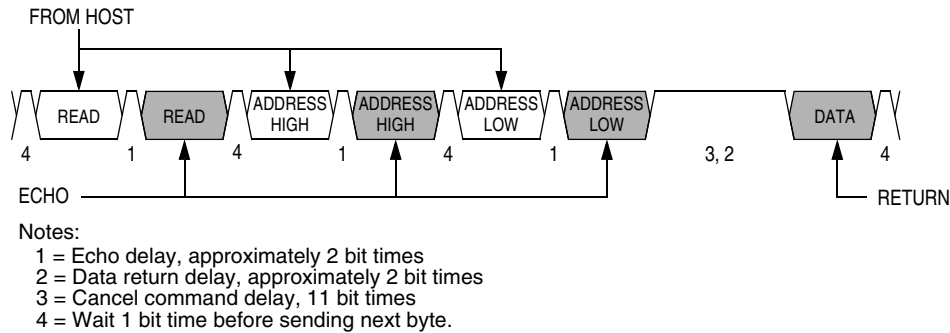 FROM HOST
READ READ ADDRESS HIGH ADDRESS HIGH ADDRESS LOW ADDRESS LOW DATA
4 1 4 1 4 1 3, 2 4
ECHO RETURN
Notes:
1 = Echo delay, approximately 2 bit times
2 = Data return delay, approximately 2 bit times
3 = Cancel command delay, 11 bit times
4 = Wait 1 bit time before sending next byte.